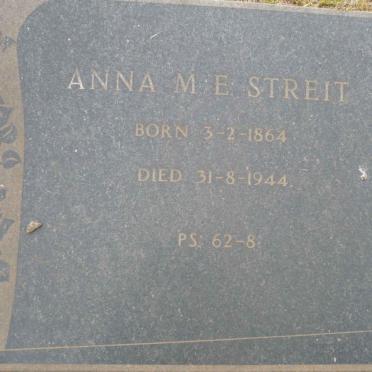 ANNA M. E. STREIT
BORN 3-2-1864
DIED 31-8-1944.
PS. 62-8